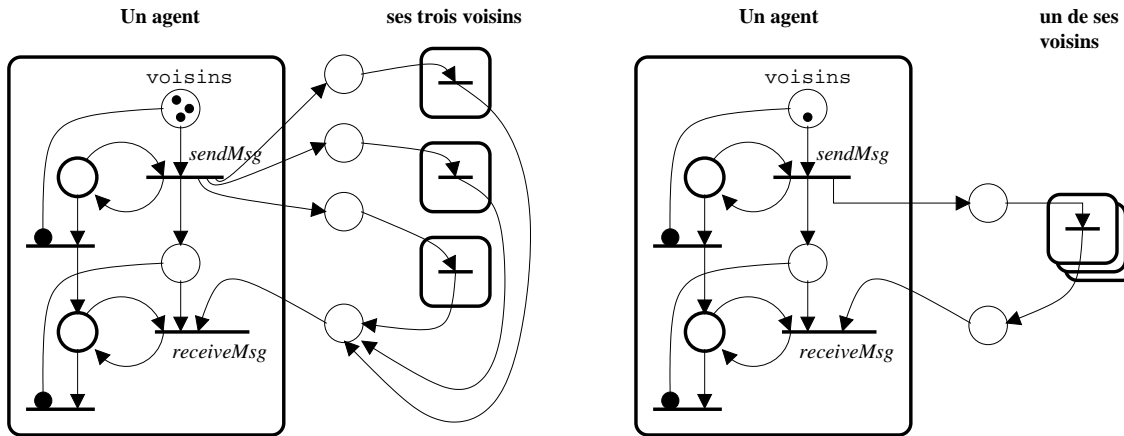 Un agent
ses trois voisins
voisins
sendMsg
receiveMsg
Un agent
un de ses
voisins
voisins
sendMsg
receiveMsg